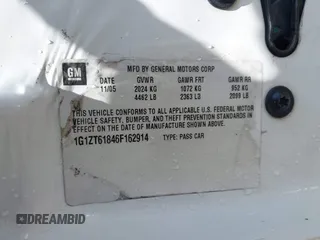 MFD BY GENERAL MOTORS CORP
GM
DATE GVWR GAWR FRT GAWR RR
11/05 2024 KG 1072 KG 952 KG
4462 LB 2363 LB 2099 LB
THIS VEHICLE CONFORMS TO ALL APPLICABLE U.S. FEDERAL MOTOR
VEHICLE SAFETY, BUMPER, AND THEFT PREVENTION STANDARDS IN
EFFECT ON THE DATE OF MANUFACTURE SHOWN ABOVE.
1G1ZT61846F162914 TYPE: PASS CAR
DREAMBID